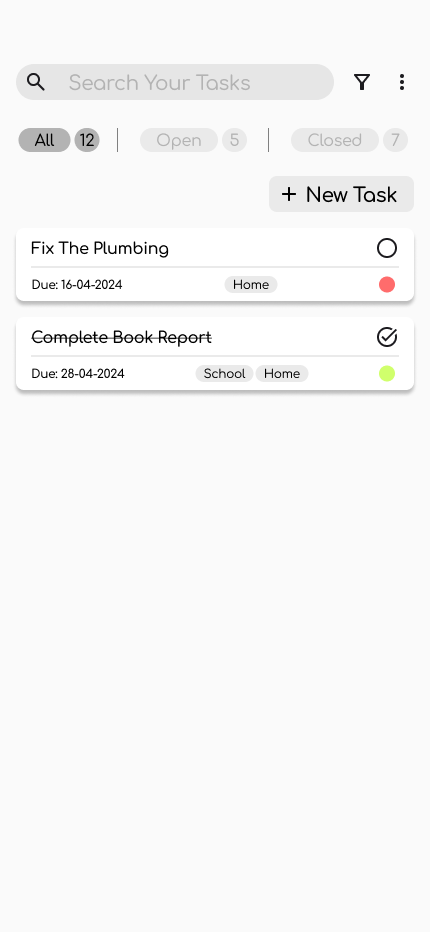 Search Your Tasks
All 12 Open 5 Closed 7
+ New Task
Fix The Plumbing
Due: 16-04-2024 Home
Complete Book Report
Due: 28-04-2024 School Home